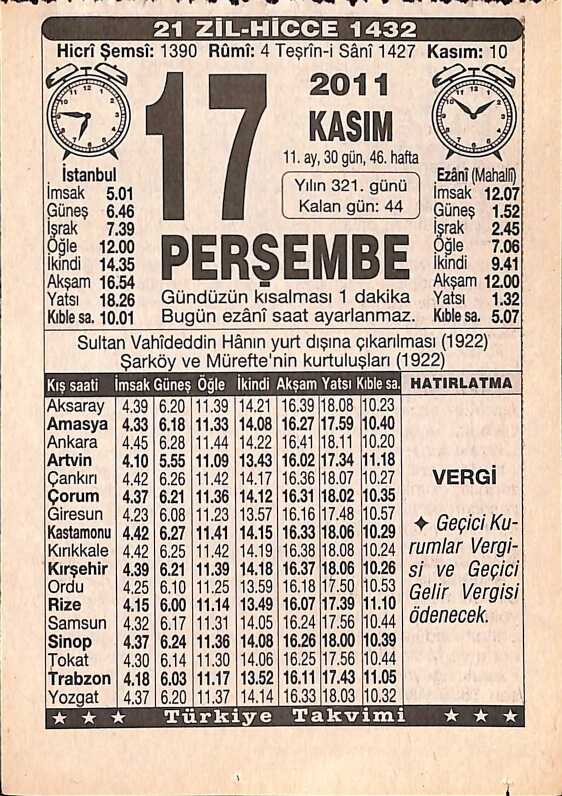 21 ZİL-HİCCE 1432
Hicrî Şemsî: 1390 Rûmî: 4 Teşrîn-i Sânî 1427 Kasım: 10
17
2011
KASIM
11. ay, 30 gün, 46. hafta
Yılın 321. günü
Kalan gün: 44
PERŞEMBE
Gündüzün kısalması 1 dakika
Bugün ezânî saat ayarlanmaz.
İstanbul
İmsak 5.01
Güneş 6.46
İşrak 7.39
Öğle 12.00
İkindi 14.35
Akşam 16.54
Yatsı 18.26
Kıble sa. 10.01
Ezânî (Mahallî)
İmsak 12.07
Güneş 1.52
İşrak 2.45
Öğle 7.06
İkindi 9.41
Akşam 12.00
Yatsı 1.32
Kıble sa. 5.07
Sultan Vahîdeddin Hânın yurt dışına çıkarılması (1922)
Şarköy ve Mürefte'nin kurtuluşları (1922)
Kış saati İmsak Güneş Öğle İkindi Akşam Yatsı Kıble sa.
Aksaray 4.39 6.20 11.39 14.21 16.39 18.08 10.23
Amasya 4.33 6.18 11.33 14.08 16.27 17.59 10.40
Ankara 4.45 6.28 11.44 14.22 16.41 18.11 10.20
Artvin 4.10 5.55 11.09 13.43 16.02 17.34 11.18
Çankırı 4.42 6.26 11.42 14.17 16.36 18.07 10.27
Çorum 4.37 6.21 11.36 14.12 16.31 18.02 10.35
Giresun 4.23 6.08 11.23 13.57 16.16 17.48 10.57
Kastamonu 4.42 6.27 11.41 14.15 16.33 18.06 10.29
Kırıkkale 4.42 6.25 11.42 14.19 16.38 18.08 10.24
Kırşehir 4.39 6.21 11.39 14.18 16.37 18.06 10.26
Ordu 4.25 6.10 11.25 13.59 16.18 17.50 10.53
Rize 4.15 6.00 11.14 13.49 16.07 17.39 11.10
Samsun 4.32 6.17 11.31 14.05 16.24 17.56 10.44
Sinop 4.37 6.24 11.36 14.08 16.26 18.00 10.39
Tokat 4.30 6.14 11.30 14.06 16.25 17.56 10.44
Trabzon 4.18 6.03 11.17 13.52 16.11 17.43 11.05
Yozgat 4.37 6.20 11.37 14.14 16.33 18.03 10.32
HATIRLATMA
VERGİ
✦ Geçici Ku-
rumlar Vergi-
si ve Geçici
Gelir Vergisi
ödenecek.
★ ★ ★ Türkiye Takvimi ★ ★ ★